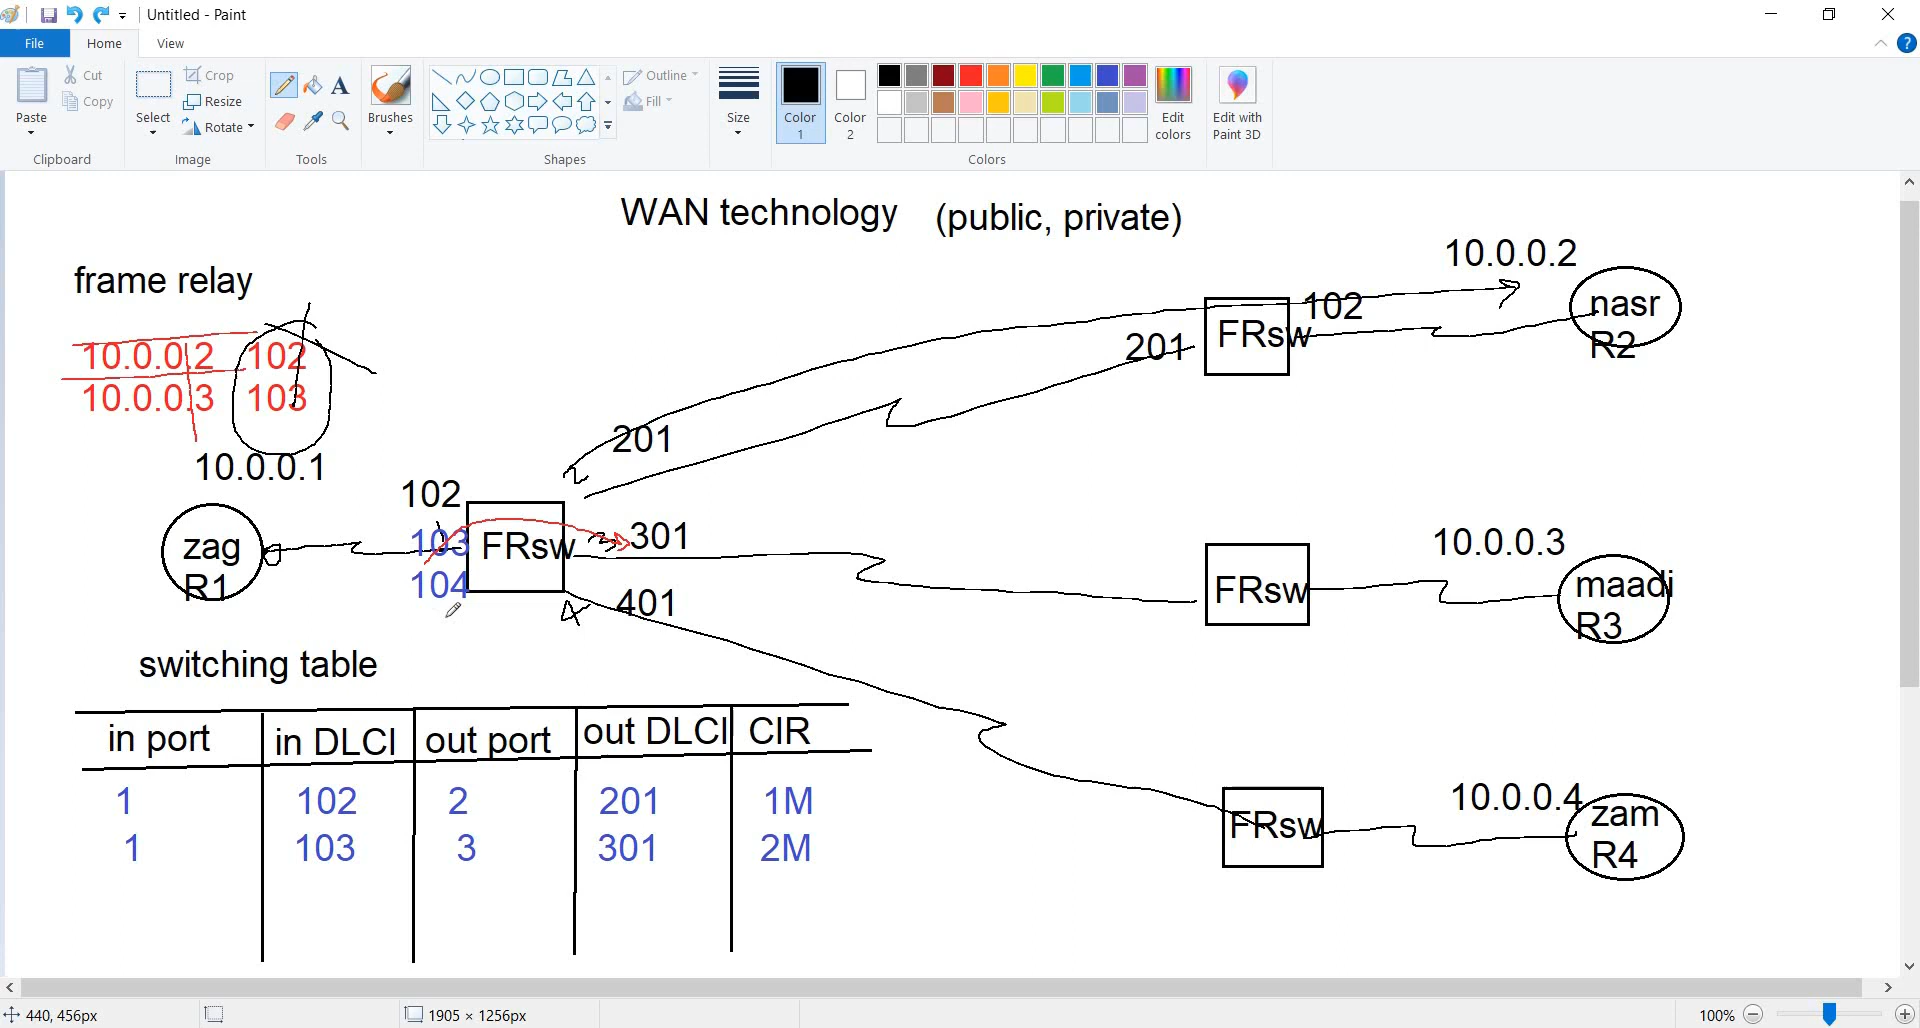 Untitled - Paint
File Home View
Paste
Cut
Copy
Clipboard
Select
Crop
Resize
Rotate
Image
A
Tools
Brushes
Shapes
Outline
Fill
Size
Color 1
Color 2
Colors
Edit colors
Edit with Paint 3D
?
WAN technology (public, private)
frame relay
10.0.0.2 102
10.0.0.3 103
10.0.0.1
zag
R1
102
103
104
FRsw
201
301
401
201
FRsw
102
10.0.0.2
nasr
R2
FRsw
10.0.0.3
maadi
R3
FRsw
10.0.0.4
zam
R4
switching table
in port in DLCI out port out DLCI CIR
1 102 2 201 1M
1 103 3 301 2M
440, 456px
1905 × 1256px
100%